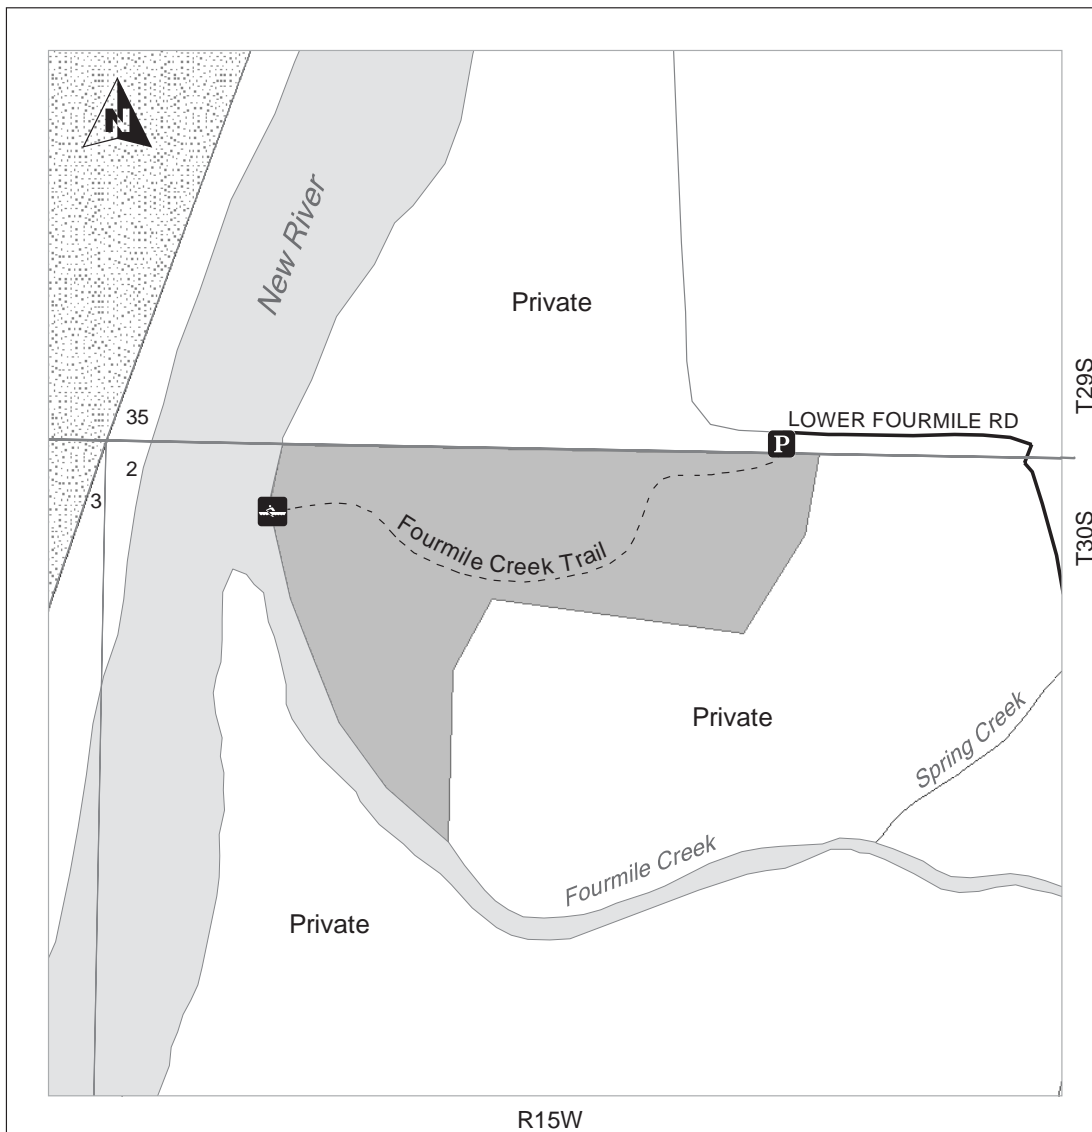 N
New River
Private
T29S
35
LOWER FOURMILE RD
P
2
3
T30S
Fourmile Creek Trail
Private
Spring Creek
Fourmile Creek
Private
R15W